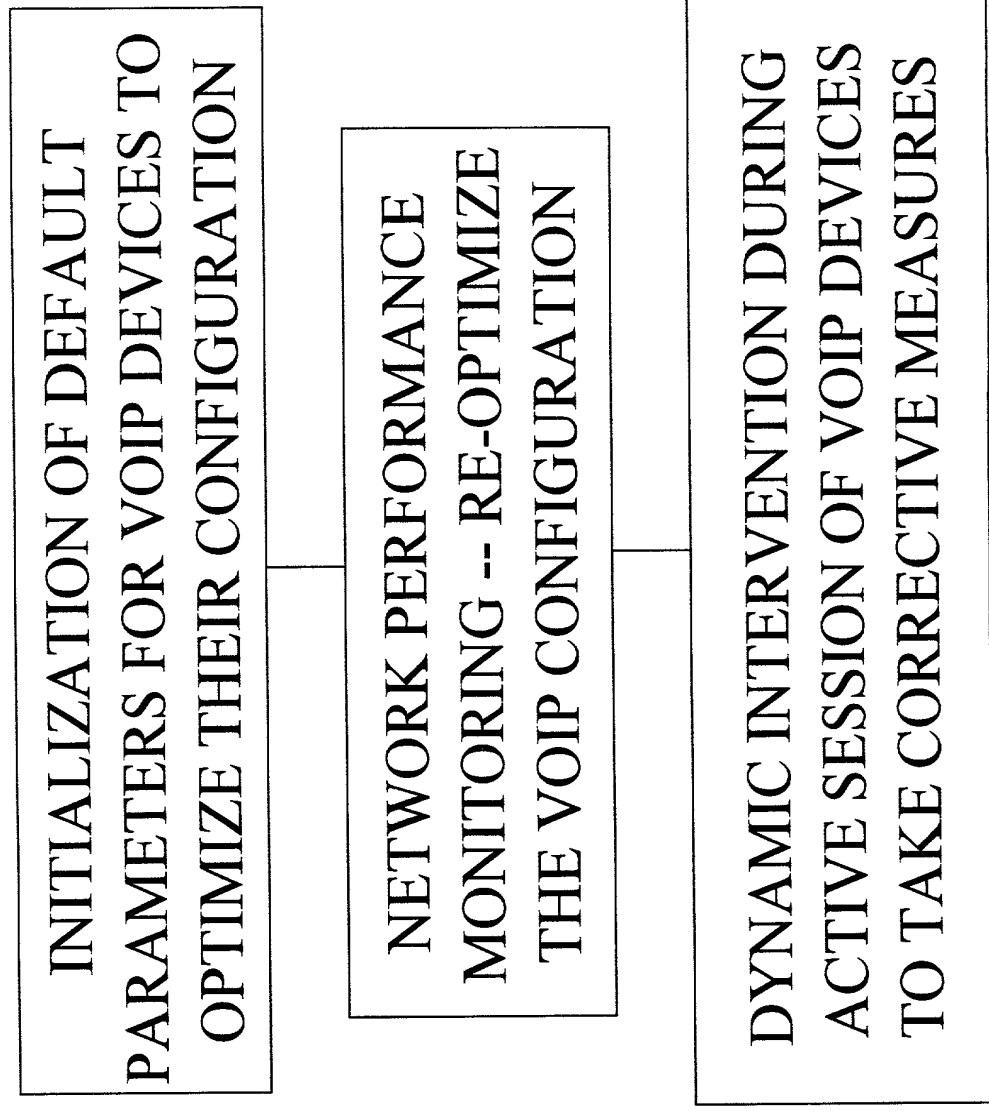 INITIALIZATION OF DEFAULT
PARAMETERS FOR VOIP DEVICES TO
OPTIMIZE THEIR CONFIGURATION
NETWORK PERFORMANCE
MONITORING -- RE-OPTIMIZE
THE VOIP CONFIGURATION
DYNAMIC INTERVENTION DURING
ACTIVE SESSION OF VOIP DEVICES
TO TAKE CORRECTIVE MEASURES